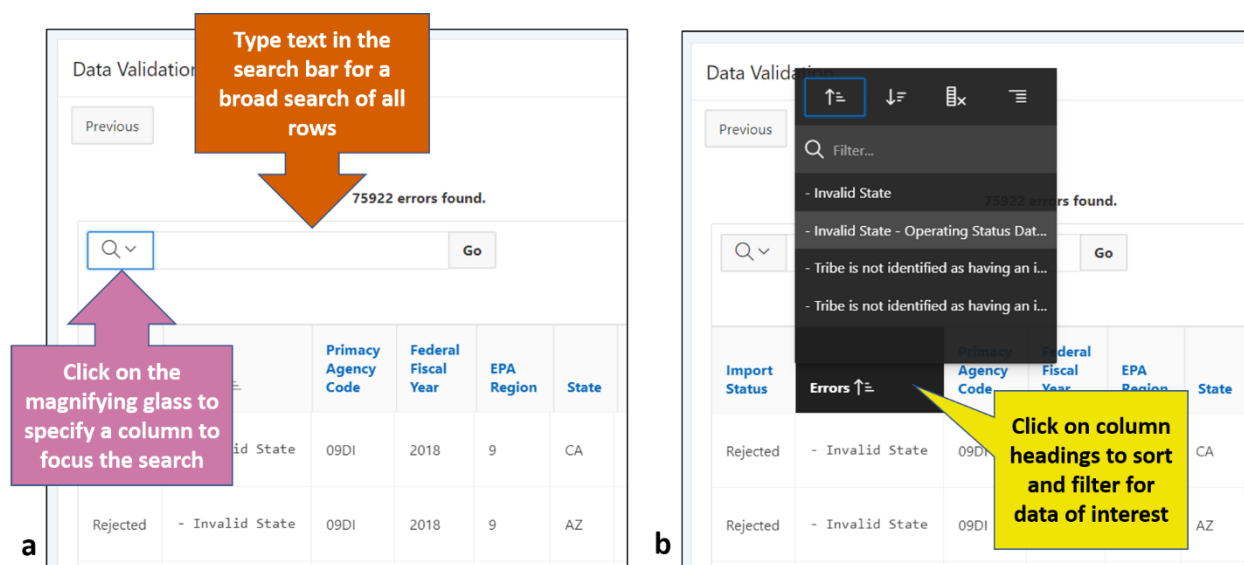 Data Validation
Type text in the
search bar for a
broad search of all
rows
Previous
75922 errors found.
Go
Click on the
magnifying glass to
specify a column to
focus the search
Primacy
Agency
Code
Federal
Fiscal
Year
EPA
Region
State
id State
09DI
2018
9
CA
Rejected
- Invalid State
09DI
2018
9
AZ
a
Data Validation
Previous
Filter...
- Invalid State
- Invalid State - Operating Status Dat...
- Tribe is not identified as having an i...
- Tribe is not identified as having an i...
75922 errors found.
Go
Import
Status
Errors
Primacy
Agency
Code
Federal
Fiscal
Year
EPA
Region
State
Click on column
headings to sort
and filter for
data of interest
Rejected
- Invalid State
09DI
CA
Rejected
- Invalid State
09DI
AZ
b